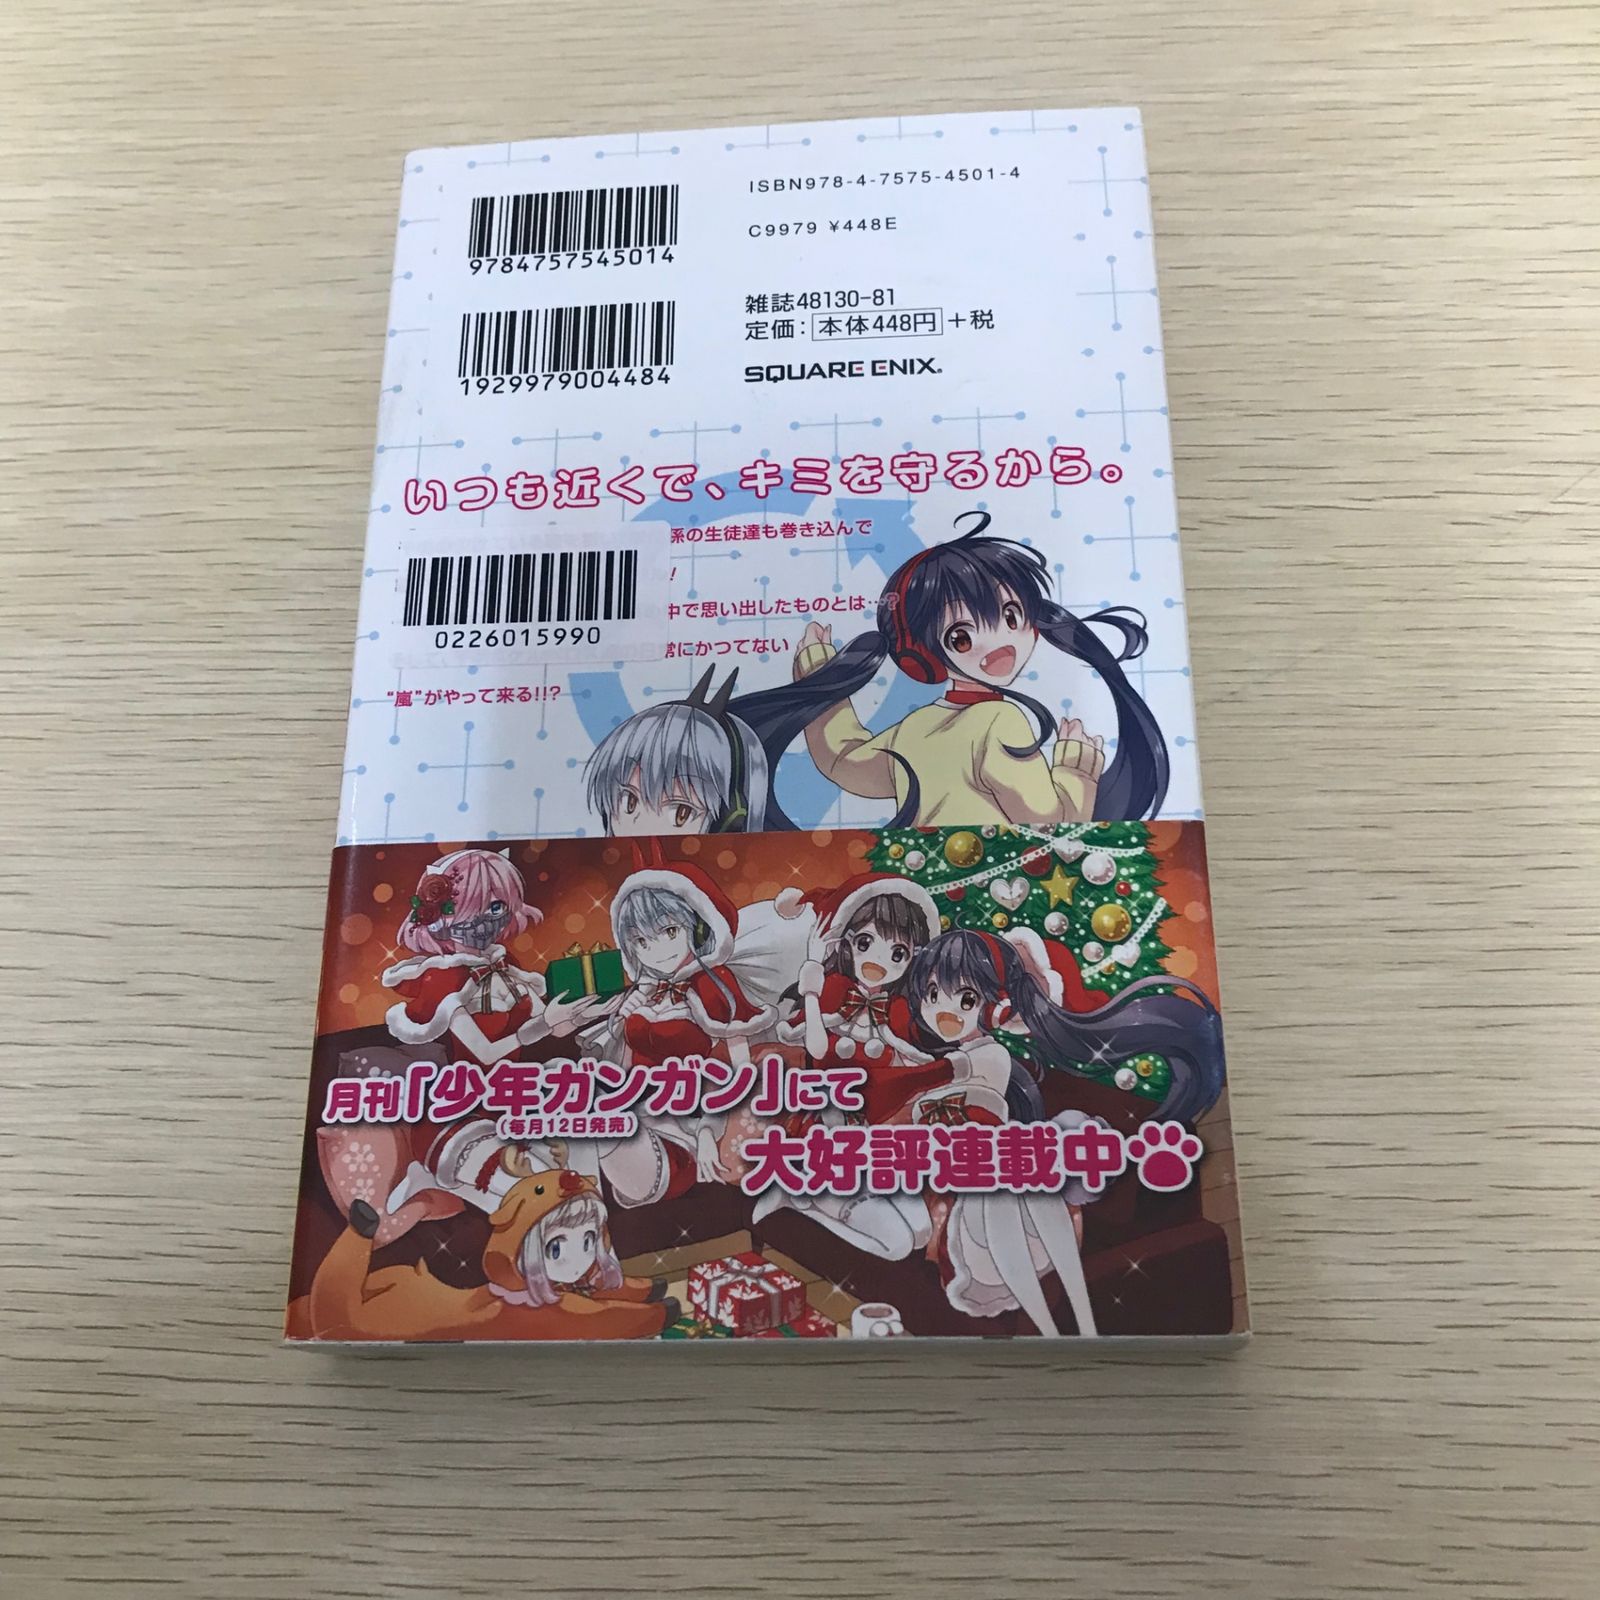 9784757545014
ISBN978-4-7575-4501-4
C9979 ¥448E
1929979004484
雑誌48130-81
定価：本体448円+税
SQUARE ENIX.
いつも近くで、キミを守るから。
係の生徒達も巻き込んで
!
中で思い出したものとは…?
常にかつてない
“嵐”がやって来る!!?
0226015990
月刊「少年ガンガン」にて
(毎月12日発売)
大好評連載中